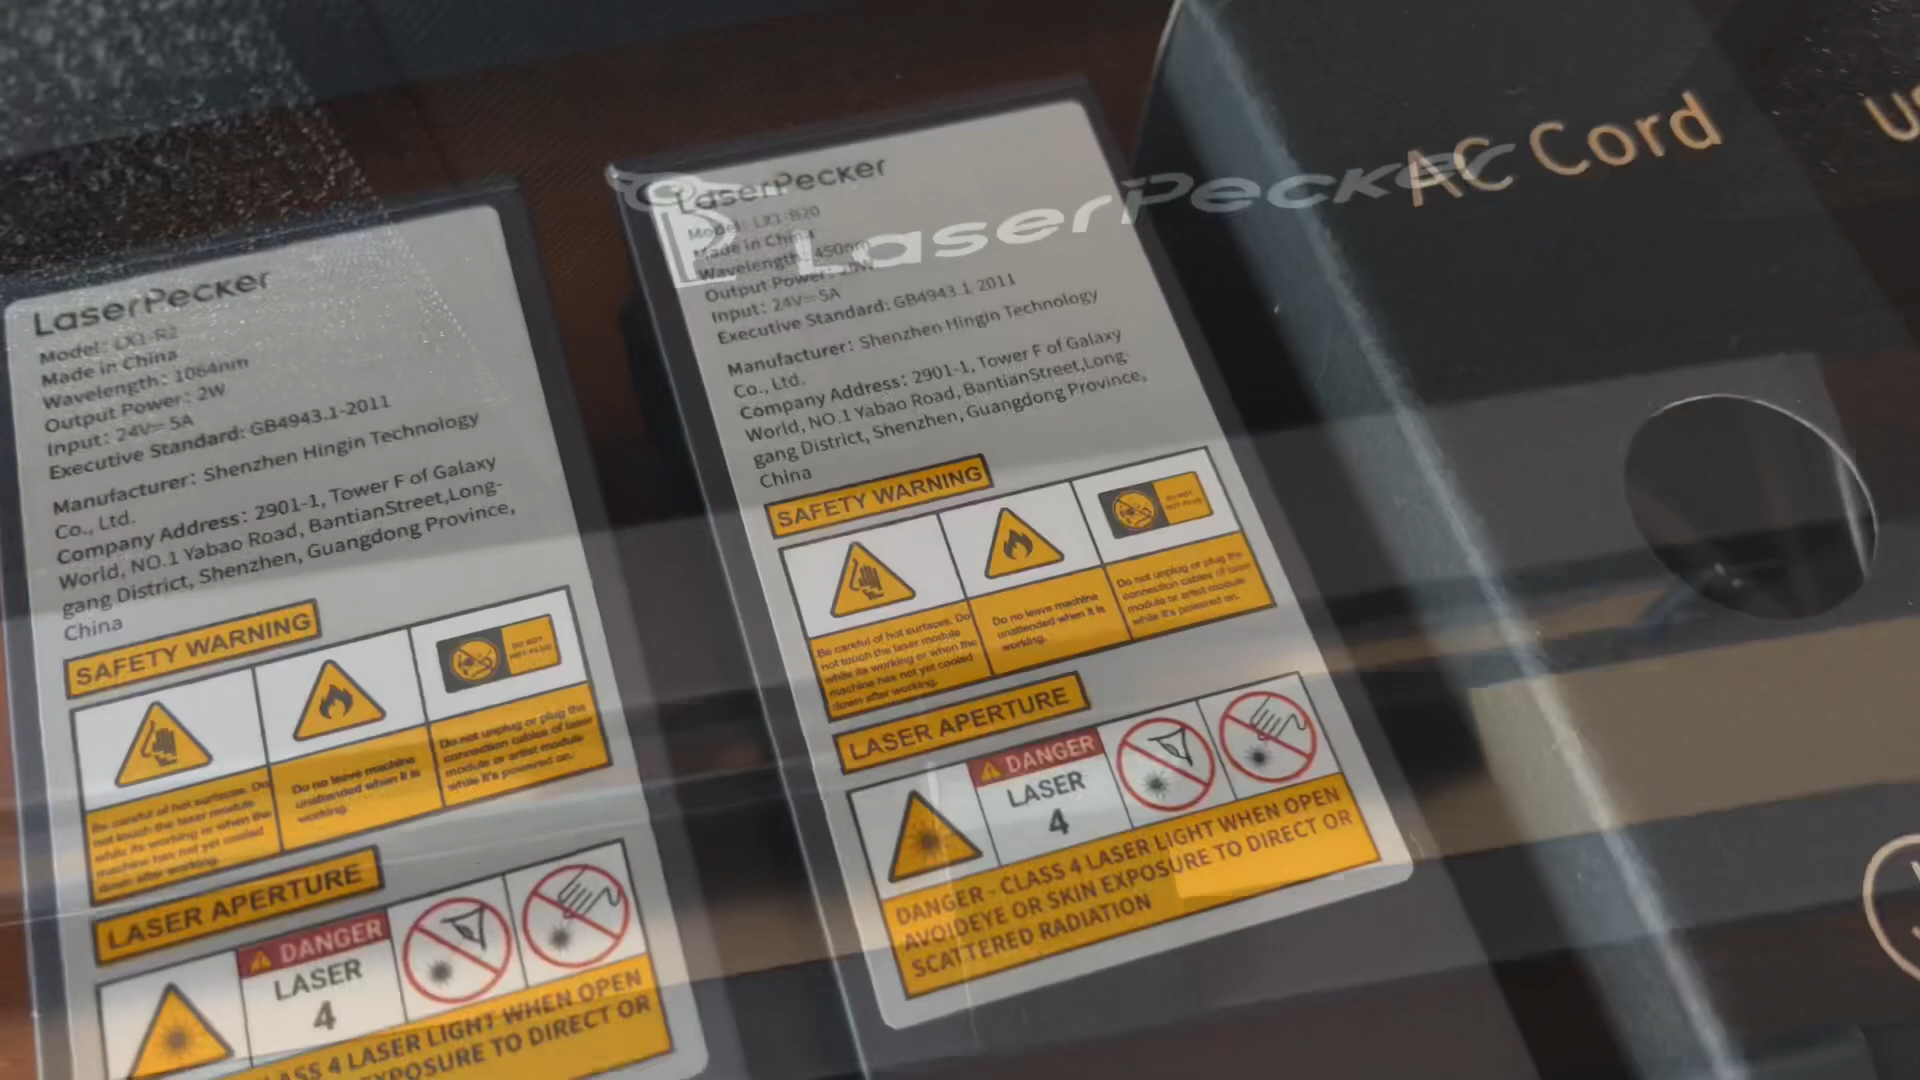 LaserPecker
Model: LX1-R2
Made in China
Wavelength: 1064nm
Output Power: 2W
Input: 24V⎓5A
Executive Standard: GB4943.1-2011
Manufacturer: Shenzhen Hingin Technology
Co., Ltd.
Company Address: 2901-1, Tower F of Galaxy
World, NO.1 Yabao Road, BantianStreet,Long-
gang District, Shenzhen, Guangdong Province,
China
SAFETY WARNING
DO NOT
HOT-PLUG
Be careful of hot surfaces. Do
not touch the laser module
while its working or when the
machine has not yet cooled
down after working.
Do no leave machine
unattended when it is
working.
Do not unplug or plug the
connection cables of laser
module or artist module
while it's powered on.
LASER APERTURE
DANGER
LASER
4
CLASS 4 LASER LIGHT WHEN OPEN
EXPOSURE TO DIRECT OR
LaserPecker
Model: LX1-B20
Made in China
Wavelength: 450nm
Output Power: 20W
Input: 24V⎓5A
Executive Standard: GB4943.1-2011
Manufacturer: Shenzhen Hingin Technology
Co., Ltd.
Company Address: 2901-1, Tower F of Galaxy
World, NO.1 Yabao Road, BantianStreet,Long-
gang District, Shenzhen, Guangdong Province,
China
SAFETY WARNING
DO NOT
HOT-PLUG
Be careful of hot surfaces. Do
not touch the laser module
while its working or when the
machine has not yet cooled
down after working.
Do no leave machine
unattended when it is
working.
Do not unplug or plug the
connection cables of laser
module or artist module
while it's powered on.
LASER APERTURE
DANGER
LASER
4
DANGER - CLASS 4 LASER LIGHT WHEN OPEN
AVOIDEYE OR SKIN EXPOSURE TO DIRECT OR
SCATTERED RADIATION
LaserPecker
AC Cord